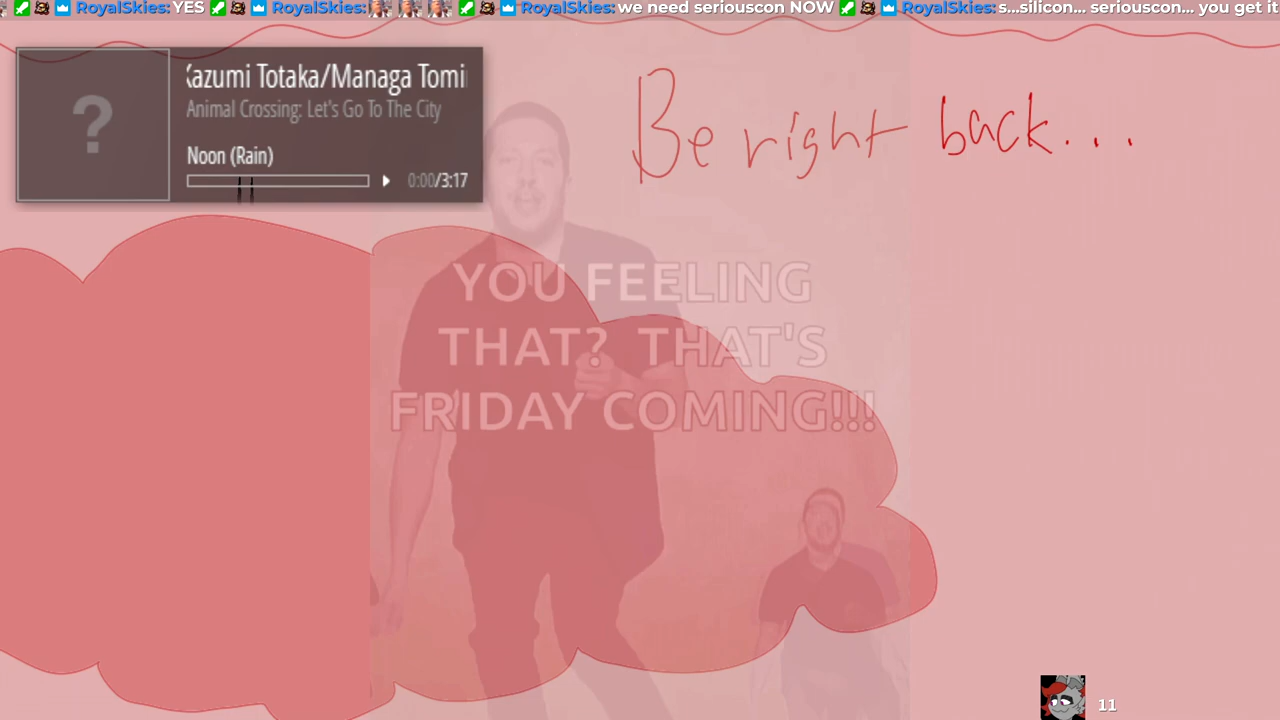 RoyalSkies: YES RoyalSkies: RoyalSkies: we need seriouscon NOW RoyalSkies: s...silicon... seriouscon... you get it
Kazumi Totaka/Managa Tomi
Animal Crossing: Let's Go To The City
?
Noon (Rain)
0:00/3:17
Be right back...
YOU FEELING
THAT? THAT'S
FRIDAY COMING!!!
11